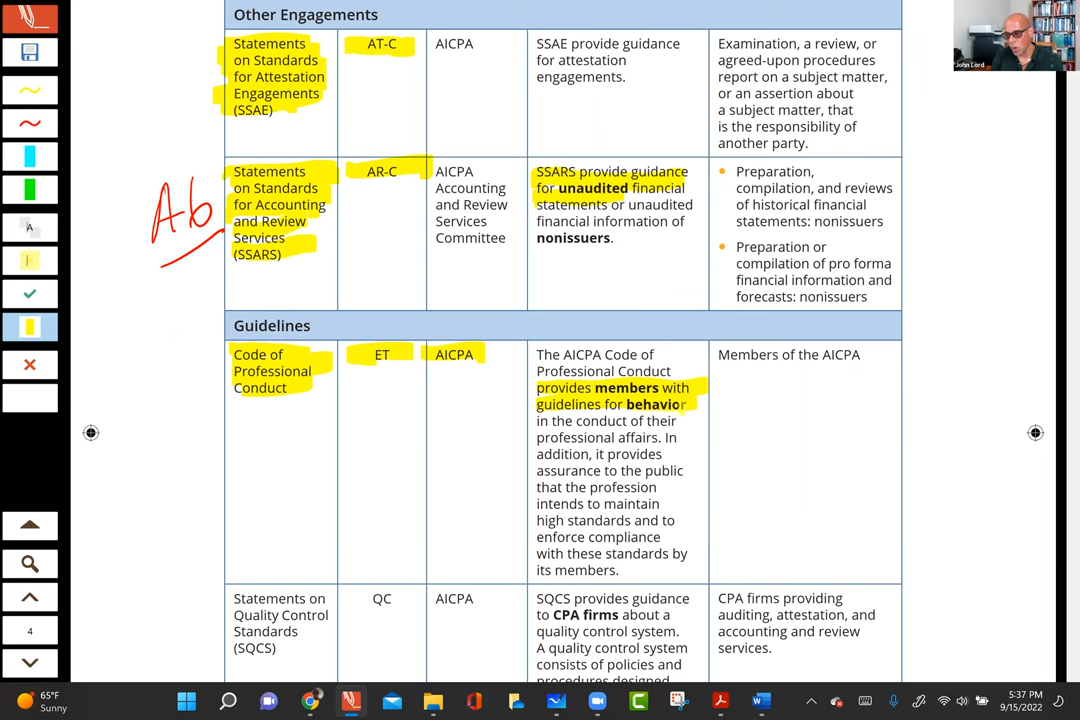 Other Engagements
Statements
on Standards
for Attestation
Engagements
(SSAE)
AT-C
AICPA
SSAE provide guidance
for attestation
engagements.
Examination, a review, or
agreed-upon procedures
report on a subject matter,
or an assertion about
a subject matter, that
is the responsibility of
another party.
Ab
Statements
on Standards
for Accounting
and Review
Services
(SSARS)
AR-C
AICPA
Accounting
and Review
Services
Committee
SSARS provide guidance
for unaudited financial
statements or unaudited
financial information of
nonissuers.
• Preparation,
compilation, and reviews
of historical financial
statements: nonissuers
• Preparation or
compilation of pro forma
financial information and
forecasts: nonissuers
Guidelines
Code of
Professional
Conduct
ET
AICPA
The AICPA Code of
Professional Conduct
provides members with
guidelines for behavior
in the conduct of their
professional affairs. In
addition, it provides
assurance to the public
that the profession
intends to maintain
high standards and to
enforce compliance
with these standards by
its members.
Members of the AICPA
Statements on
Quality Control
Standards
(SQCS)
QC
AICPA
SQCS provides guidance
to CPA firms about a
quality control system.
A quality control system
consists of policies and
procedures designed
CPA firms providing
auditing, attestation, and
accounting and review
services.
John Lord
A
4
65°F
Sunny
5:37 PM
9/15/2022